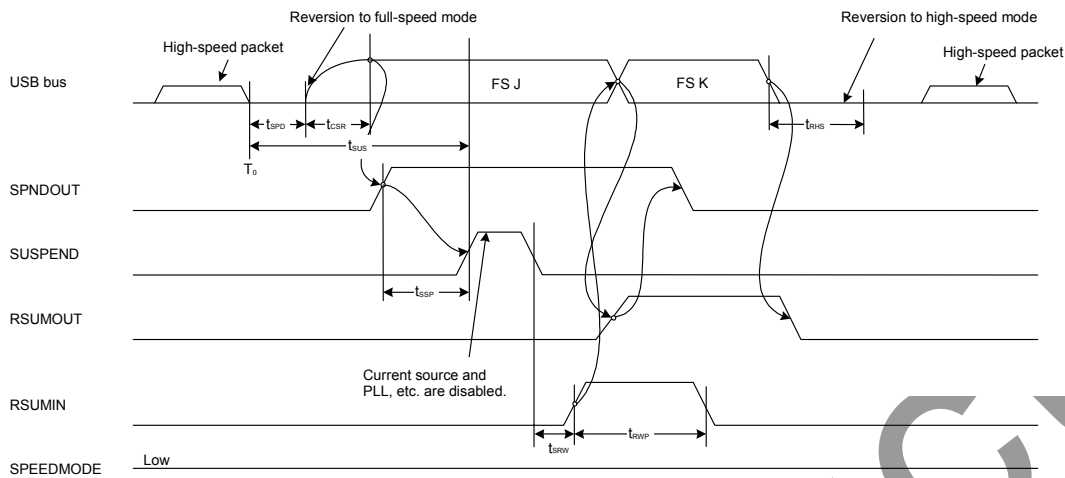 Reversion to full-speed mode
Reversion to high-speed mode
High-speed packet
High-speed packet
USB bus
FS J
FS K
tSPD
tCSR
tRHS
tSUS
T0
SPNDOUT
SUSPEND
tSSP
RSUMOUT
Current source and
PLL, etc. are disabled.
RSUMIN
tSRW
tRWP
SPEEDMODE
Low